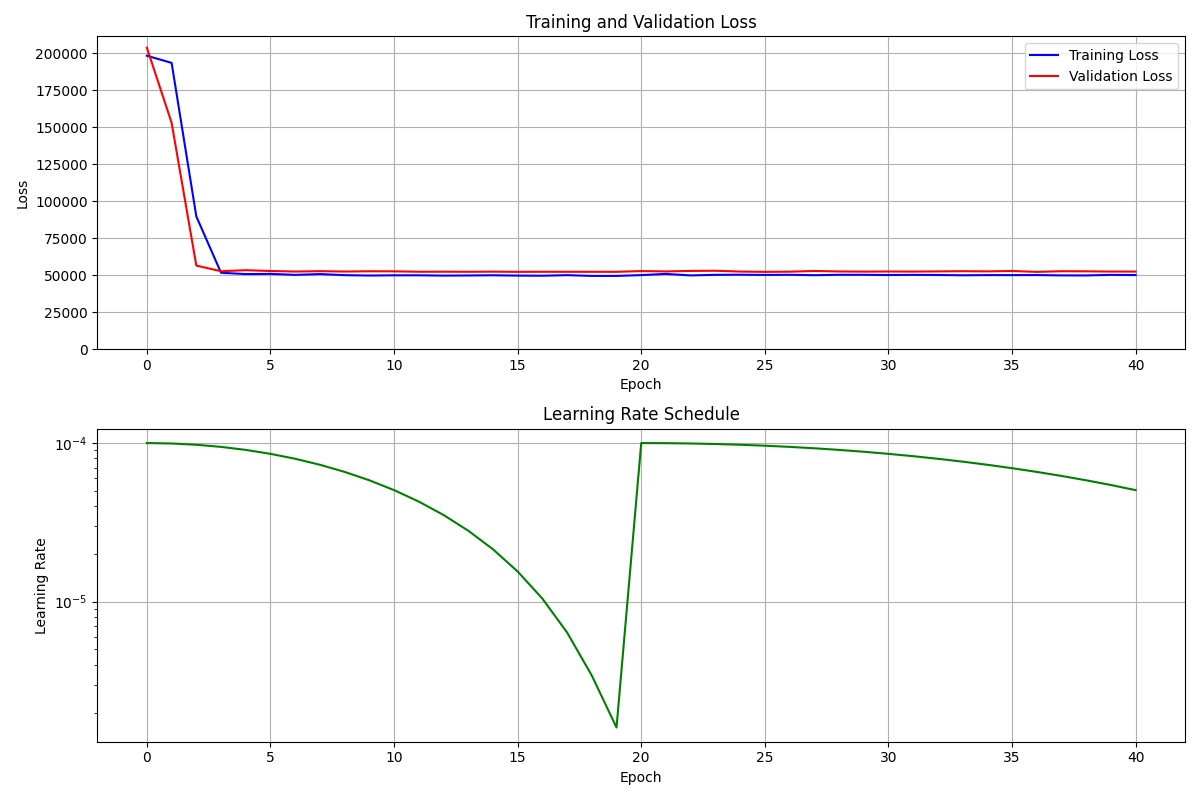 Training and Validation Loss
200000
175000
150000
125000
100000
75000
50000
25000
0
Loss
Training Loss
Validation Loss
0 5 10 15 20 25 30 35 40
Epoch
Learning Rate Schedule
10⁻⁴
10⁻⁵
Learning Rate
0 5 10 15 20 25 30 35 40
Epoch